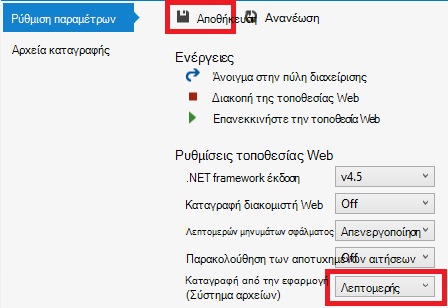 Ρύθμιση παραμέτρων
Αποθήκευση Ανανέωση
Αρχεία καταγραφής
Ενέργειες
Άνοιγμα στην πύλη διαχείρισης
Διακοπή της τοποθεσίας Web
Επανεκκινήστε την τοποθεσία Web
Ρυθμίσεις τοποθεσίας Web
.NET framework έκδοση v4.5
Καταγραφή διακομιστή Web Off
Λεπτομερών μηνυμάτων σφάλματος Απενεργοποίηση
Παρακολούθηση των αποτυχημένων αιτήσεων Off
Καταγραφή από την εφαρμογή
(Σύστημα αρχείων) Λεπτομερής